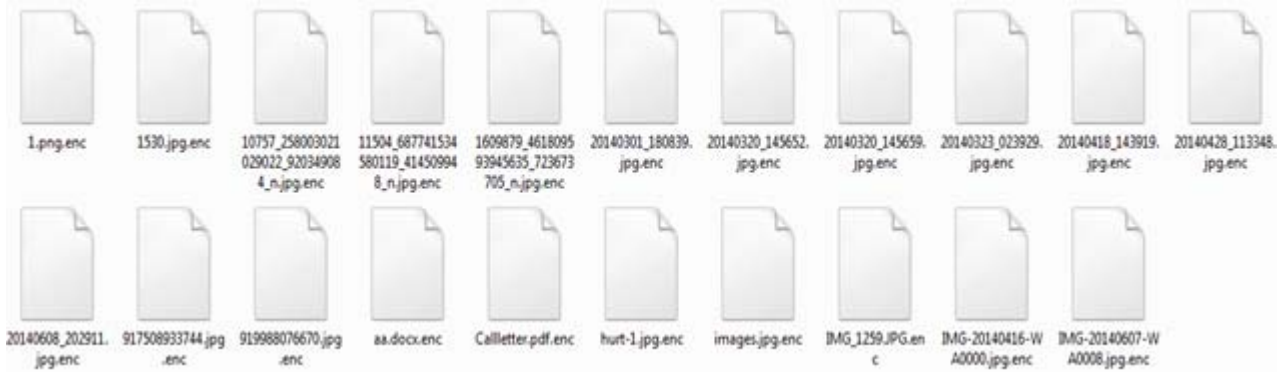 1.png.enc
1530.jpg.enc
10757_258003021
029022_92034908
4_n.jpg.enc
11504_687741534
580119_41450994
8_n.jpg.enc
1609879_4618095
93945635_723673
705_n.jpg.enc
20140301_180839.
jpg.enc
20140320_145652.
jpg.enc
20140320_145659.
jpg.enc
20140323_023929.
jpg.enc
20140418_143919.
jpg.enc
20140428_113348.
jpg.enc
20140608_202911.
jpg.enc
917508933744.jpg
.enc
919988076670.jpg
.enc
aa.docx.enc
Callletter.pdf.enc
hurt-1.jpg.enc
images.jpg.enc
IMG_1259.JPG.en
c
IMG-20140416-W
A0000.jpg.enc
IMG-20140607-W
A0008.jpg.enc